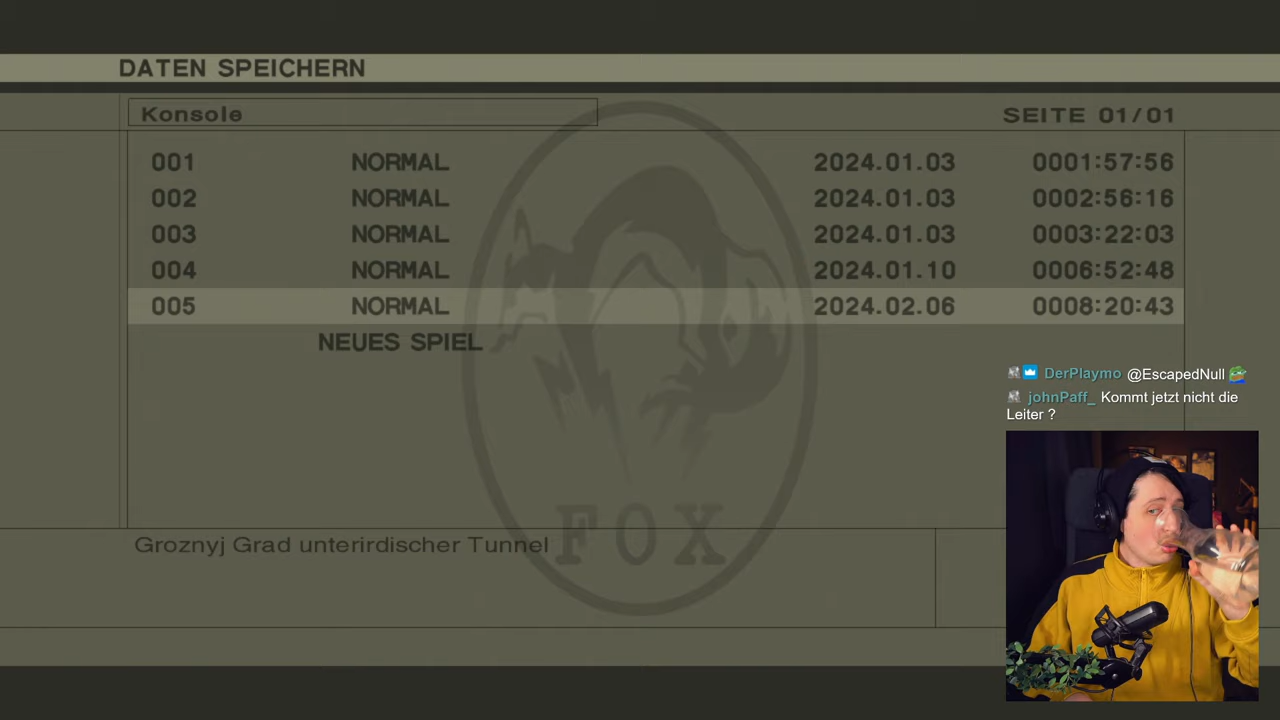 DATEN SPEICHERN
Konsole
SEITE 01/01
001 NORMAL 2024.01.03 0001:57:56
002 NORMAL 2024.01.03 0002:56:16
003 NORMAL 2024.01.03 0003:22:03
004 NORMAL 2024.01.10 0006:52:48
005 NORMAL 2024.02.06 0008:20:43
NEUES SPIEL
FOX
Groznyj Grad unterirdischer Tunnel
DerPlaymo @EscapedNull
johnPaff_ Kommt jetzt nicht die
Leiter ?